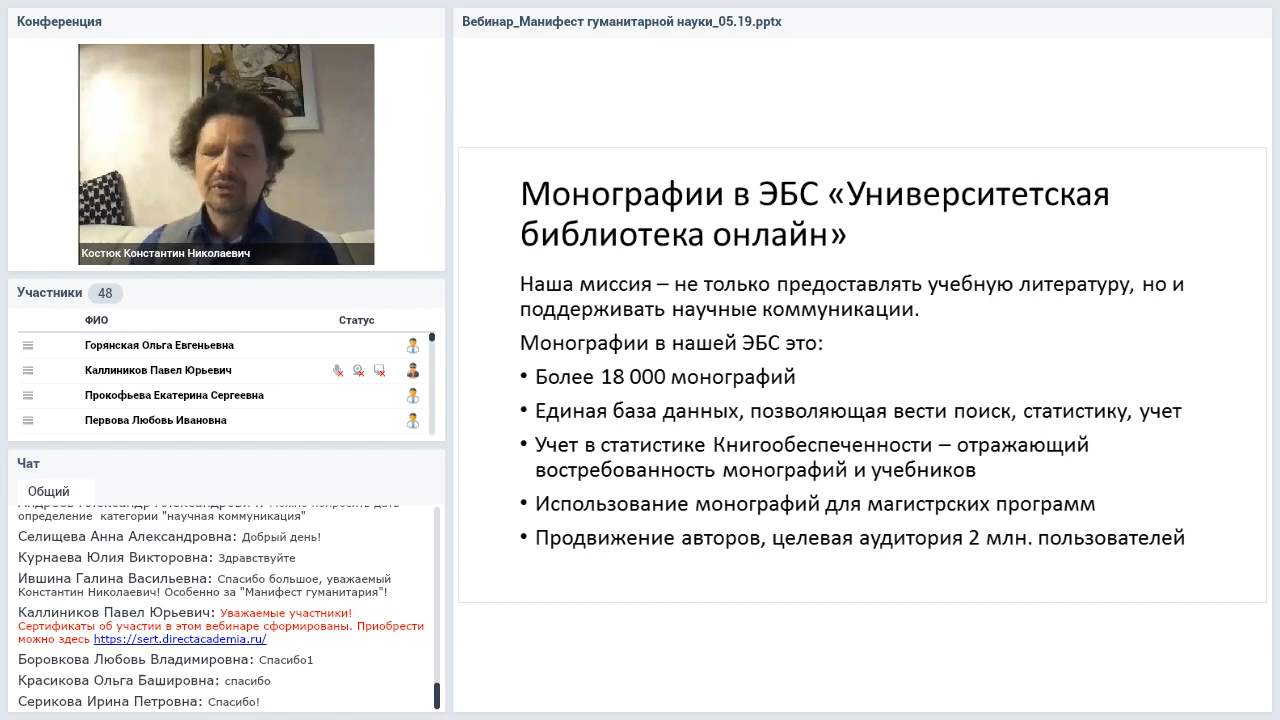 Конференция
Костюк Константин Николаевич
Участники 48
ФИО Статус
Горянская Ольга Евгеньевна
Каллиников Павел Юрьевич
Прокофьева Екатерина Сергеевна
Первова Любовь Ивановна
Чат
Общий
определение категории "научная коммуникация"
Селищева Анна Александровна: Добрый день!
Курнаева Юлия Викторовна: Здравствуйте
Ившина Галина Васильевна: Спасибо большое, уважаемый
Константин Николаевич! Особенно за "Манифест гуманитария"!
Каллиников Павел Юрьевич: Уважаемые участники!
Сертификаты об участии в этом вебинаре сформированы. Приобрести
можно здесь https://sert.directacademia.ru/
Боровкова Любовь Владимировна: Спасибо1
Красикова Ольга Башировна: спасибо
Серикова Ирина Петровна: Спасибо!
Вебинар_Манифест гуманитарной науки_05.19.pptx
Монографии в ЭБС «Университетская
библиотека онлайн»
Наша миссия – не только предоставлять учебную литературу, но и
поддерживать научные коммуникации.
Монографии в нашей ЭБС это:
• Более 18 000 монографий
• Единая база данных, позволяющая вести поиск, статистику, учет
• Учет в статистике Книгообеспеченности – отражающий
востребованность монографий и учебников
• Использование монографий для магистрских программ
• Продвижение авторов, целевая аудитория 2 млн. пользователей